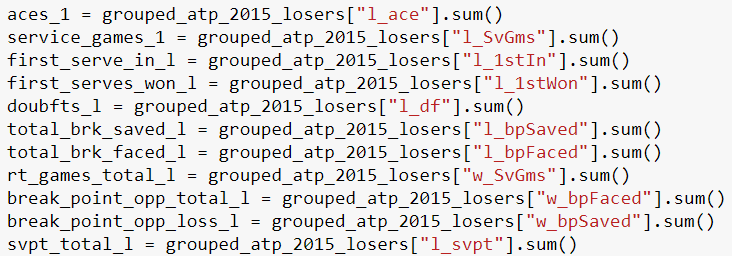 aces_1 = grouped_atp_2015_losers["l_ace"].sum()
service_games_1 = grouped_atp_2015_losers["l_SvGms"].sum()
first_serve_in_l = grouped_atp_2015_losers["l_1stIn"].sum()
first_serves_won_l = grouped_atp_2015_losers["l_1stWon"].sum()
doubfts_l = grouped_atp_2015_losers["l_df"].sum()
total_brk_saved_l = grouped_atp_2015_losers["l_bpSaved"].sum()
total_brk_faced_l = grouped_atp_2015_losers["l_bpFaced"].sum()
rt_games_total_l = grouped_atp_2015_losers["w_SvGms"].sum()
break_point_opp_total_l = grouped_atp_2015_losers["w_bpFaced"].sum()
break_point_opp_loss_l = grouped_atp_2015_losers["w_bpSaved"].sum()
svpt_total_l = grouped_atp_2015_losers["l_svpt"].sum()